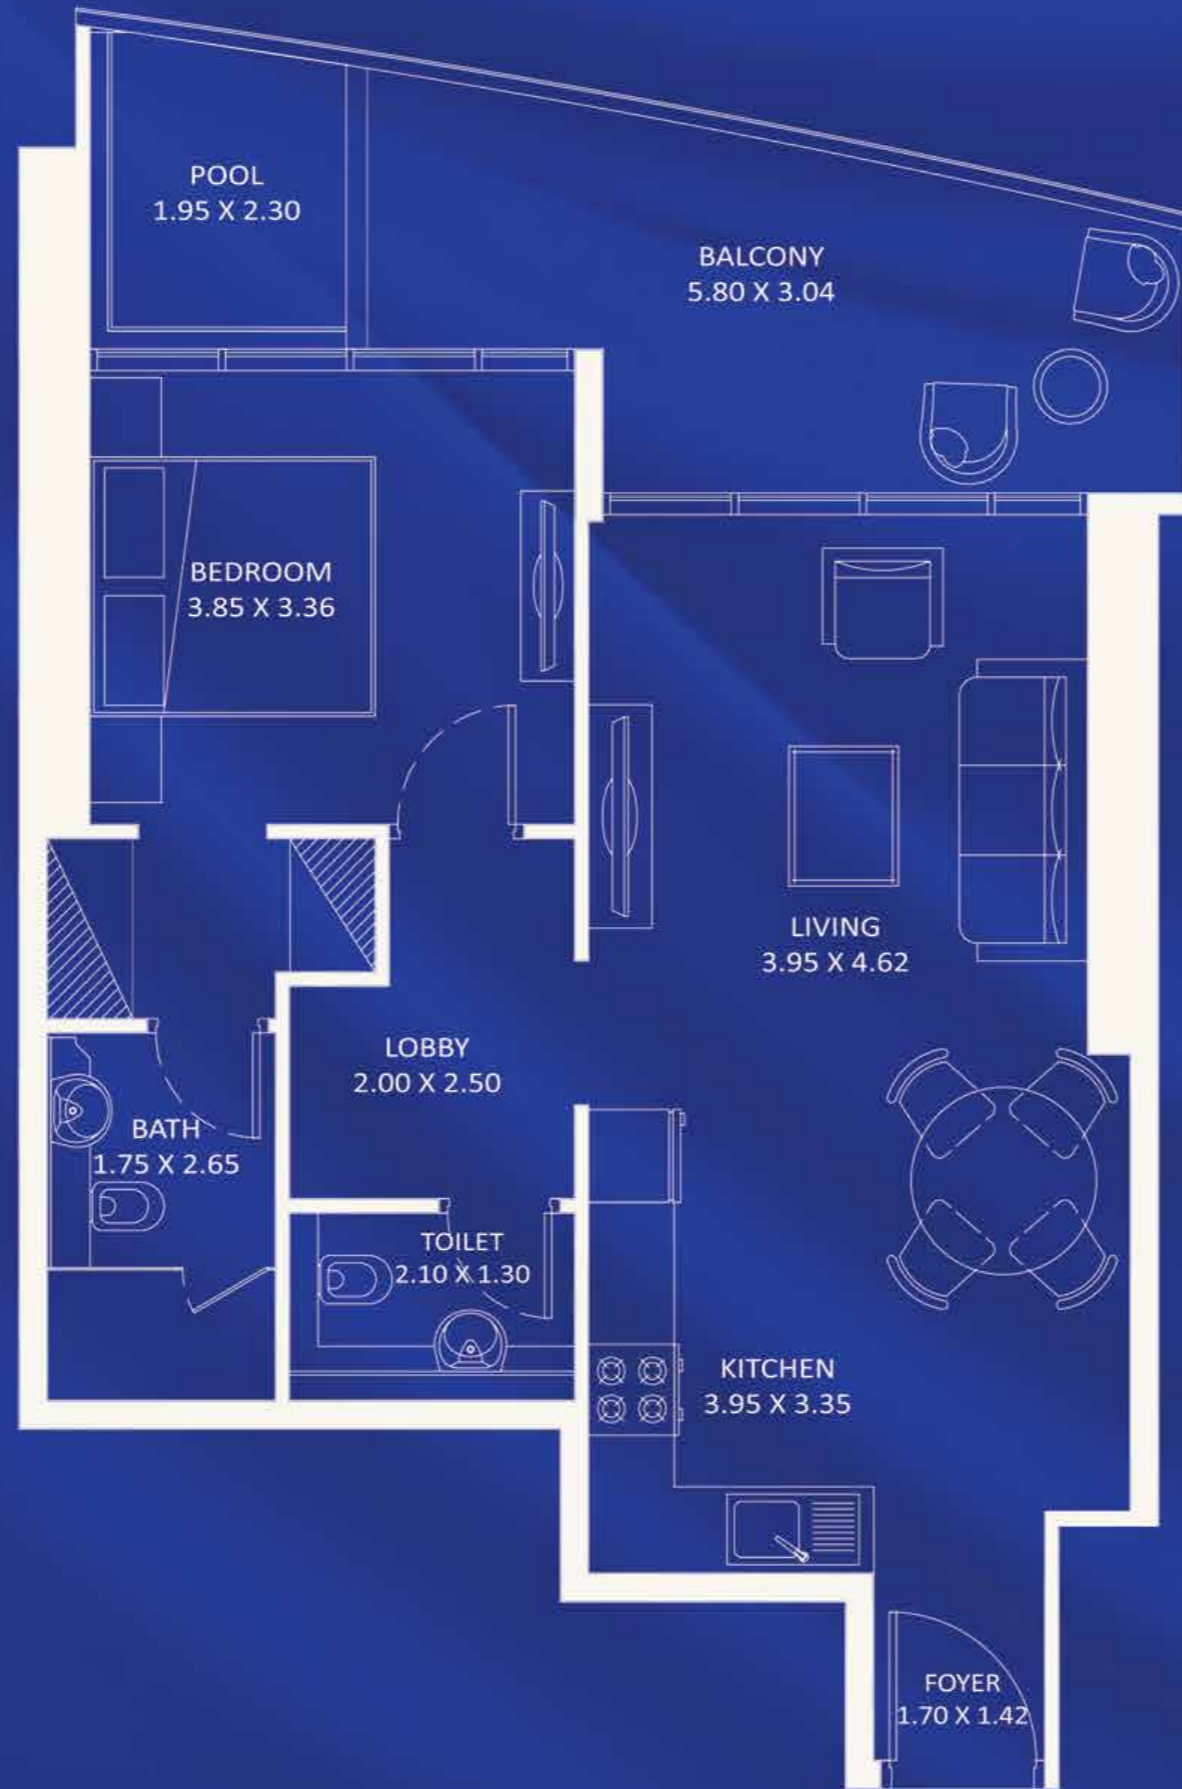 POOL
1.95 X 2.30
BALCONY
5.80 X 3.04
BEDROOM
3.85 X 3.36
LIVING
3.95 X 4.62
LOBBY
2.00 X 2.50
BATH
1.75 X 2.65
TOILET
2.10 X 1.30
KITCHEN
3.95 X 3.35
FOYER
1.70 X 1.42